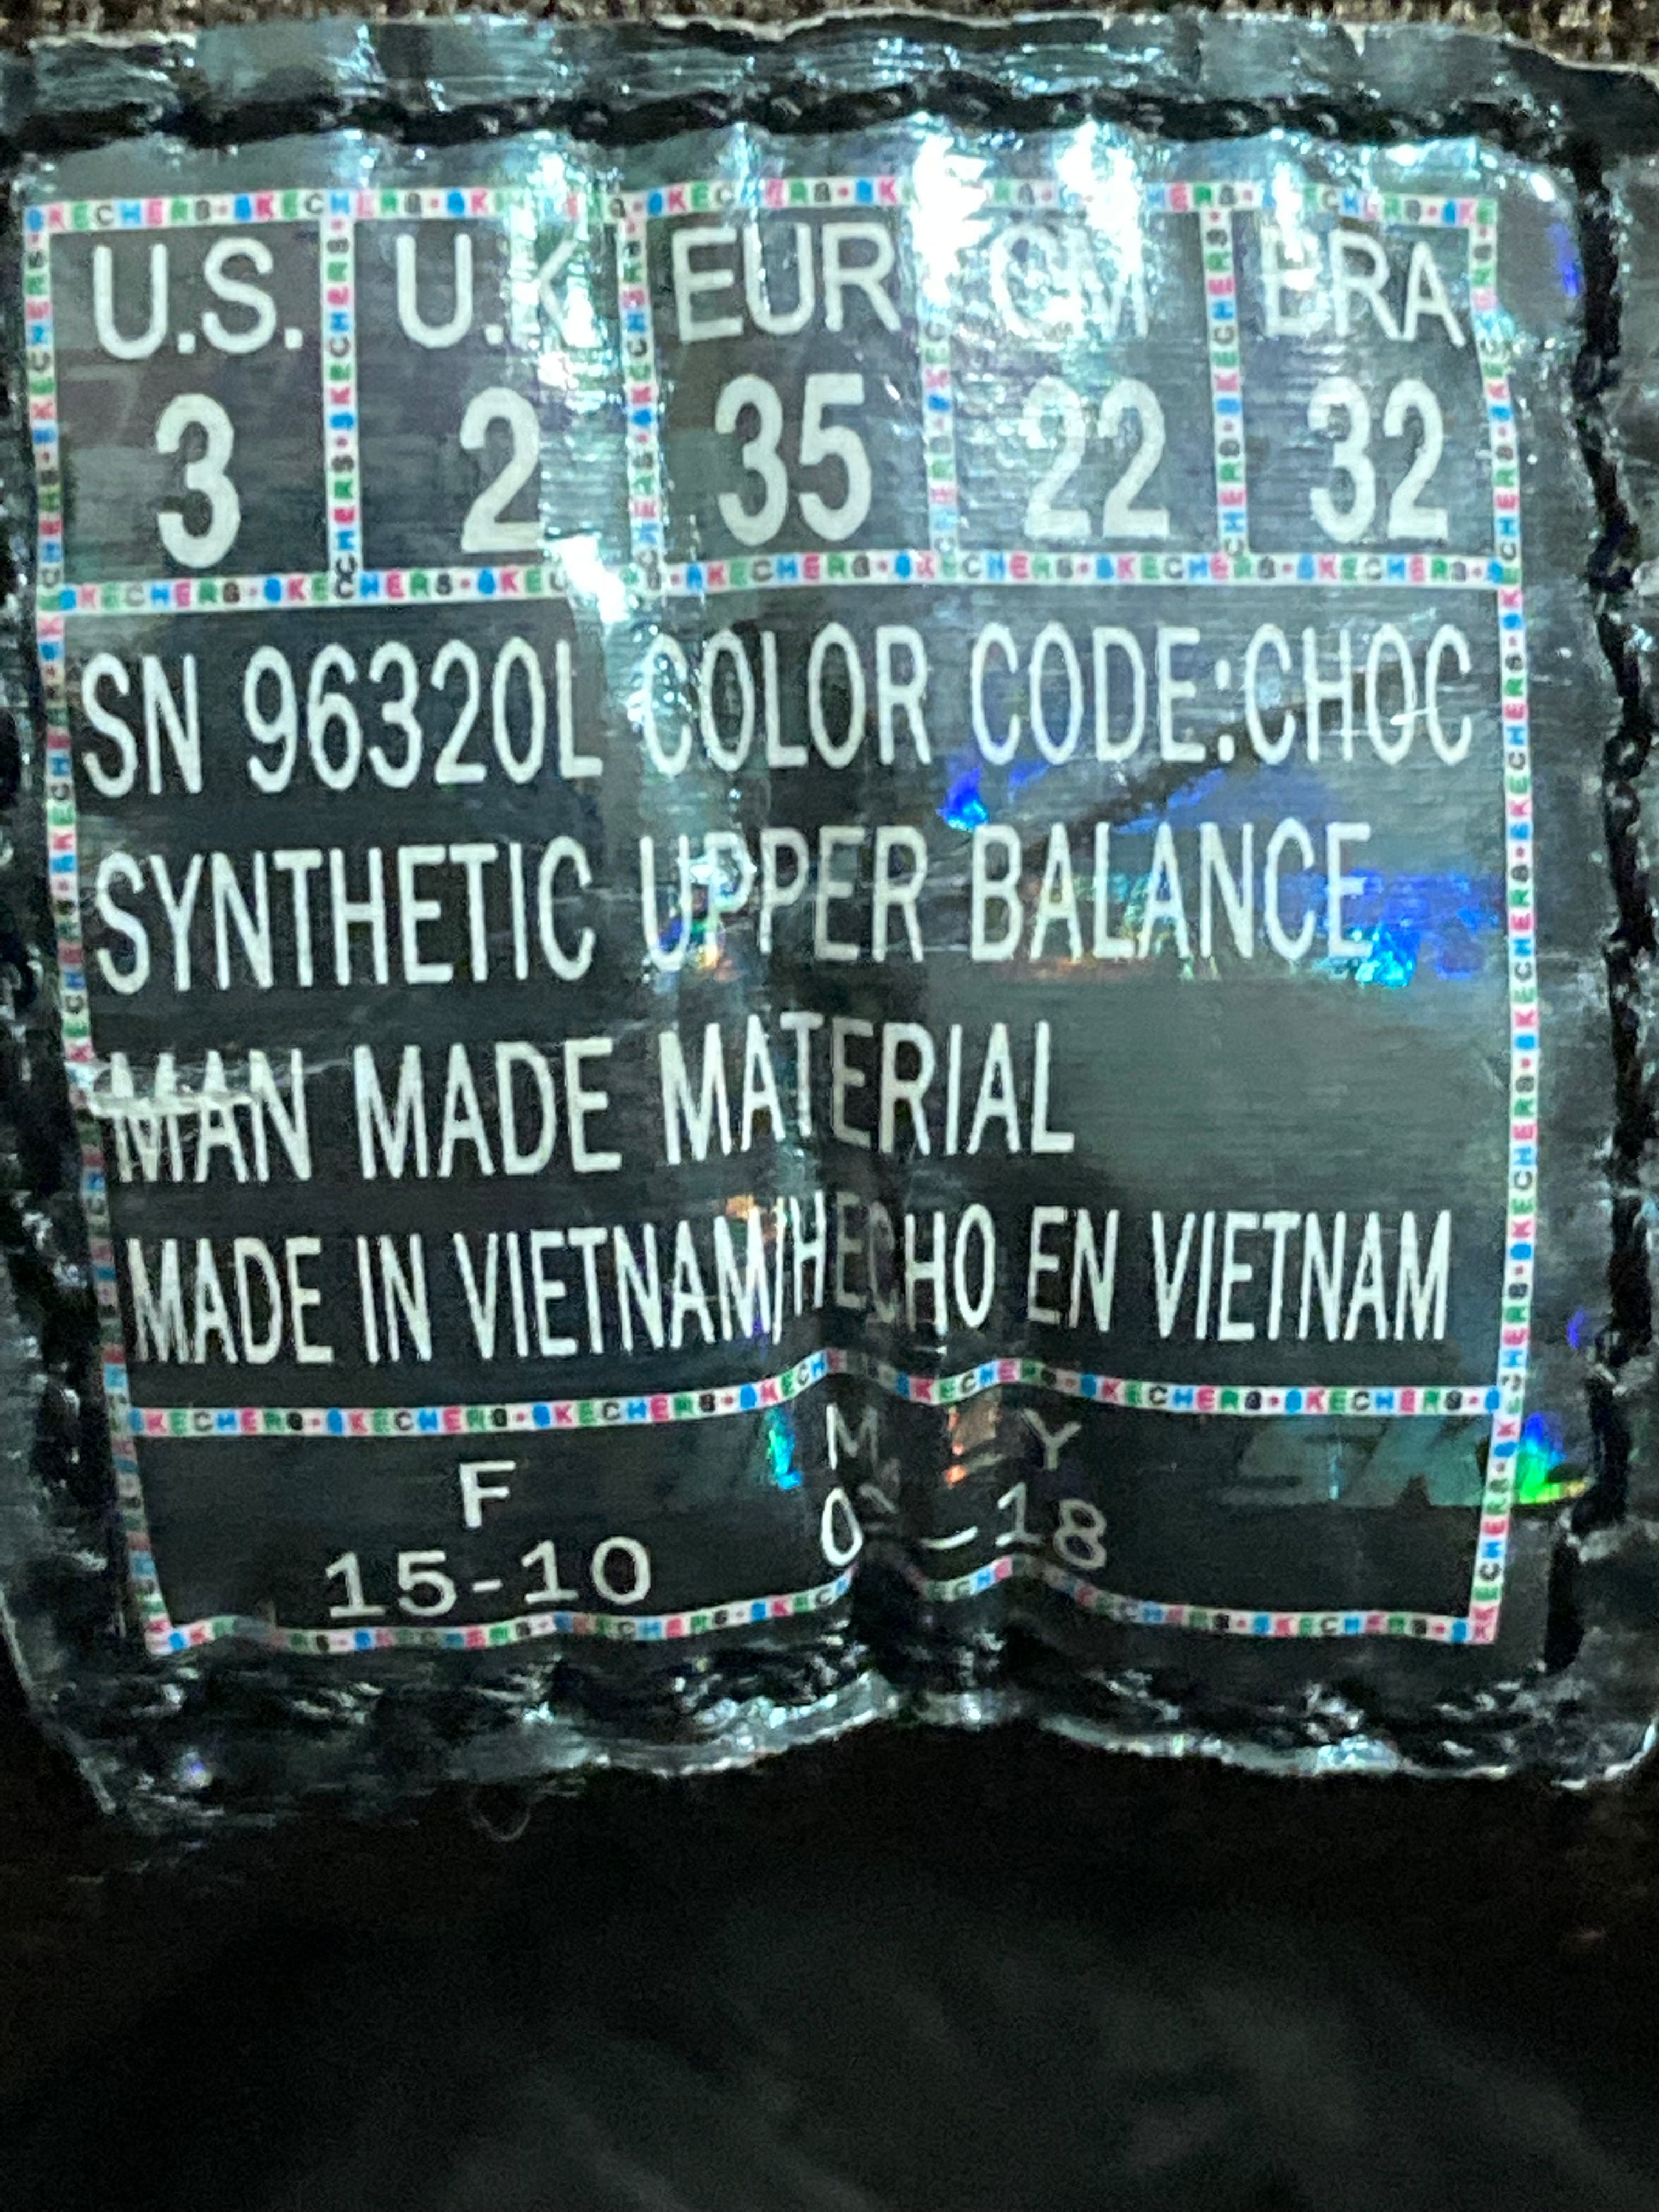 U.S. U.K EUR CM BRA
3 2 35 22 32
SN 96320L COLOR CODE:CHOC
SYNTHETIC UPPER BALANCE
MAN MADE MATERIAL
MADE IN VIETNAM/HECHO EN VIETNAM
F M Y
15-10 18